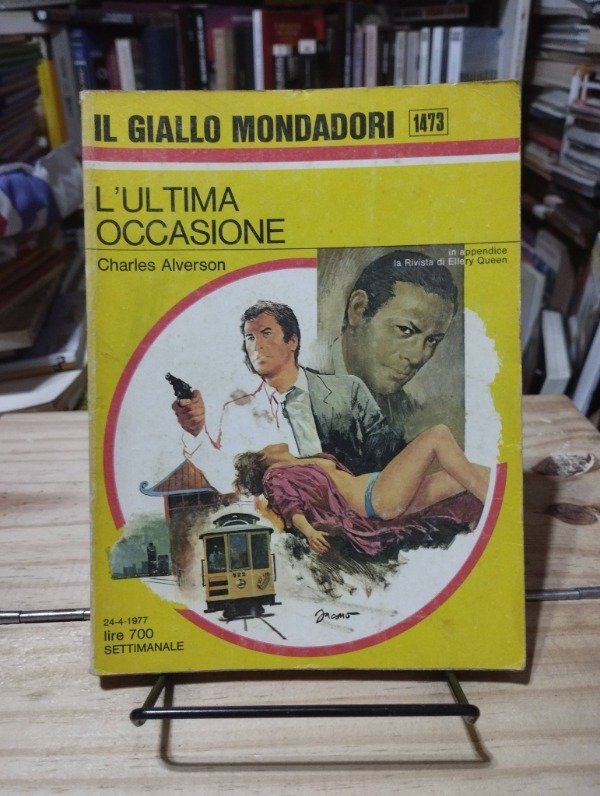 IL GIALLO MONDADORI 1473
L'ULTIMA
OCCASIONE
Charles Alverson
in appendice
la Rivista di Ellery Queen
24-4-1977
lire 700
SETTIMANALE
Jacono